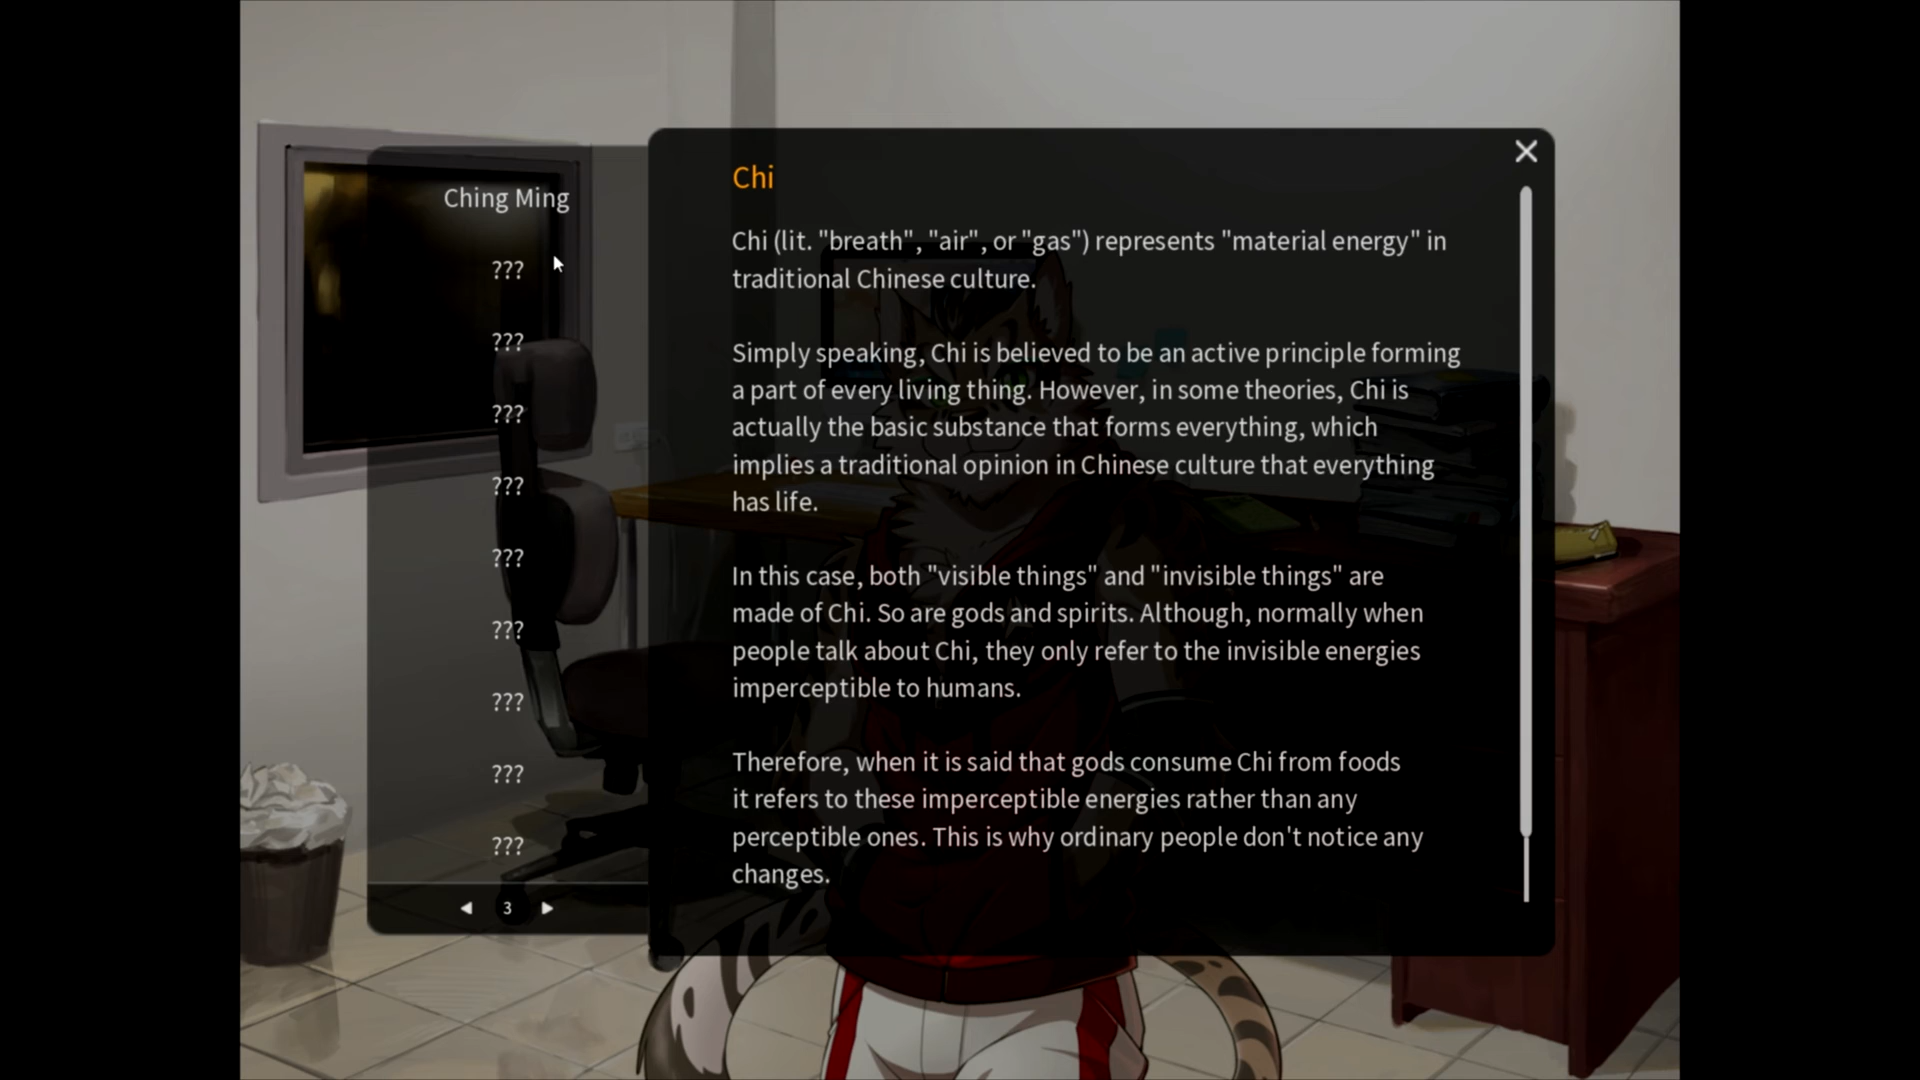 Ching Ming
???
???
???
???
???
???
???
???
???
3
Chi
Chi (lit. "breath", "air", or "gas") represents "material energy" in
traditional Chinese culture.
Simply speaking, Chi is believed to be an active principle forming
a part of every living thing. However, in some theories, Chi is
actually the basic substance that forms everything, which
implies a traditional opinion in Chinese culture that everything
has life.
In this case, both "visible things" and "invisible things" are
made of Chi. So are gods and spirits. Although, normally when
people talk about Chi, they only refer to the invisible energies
imperceptible to humans.
Therefore, when it is said that gods consume Chi from foods
it refers to these imperceptible energies rather than any
perceptible ones. This is why ordinary people don't notice any
changes.